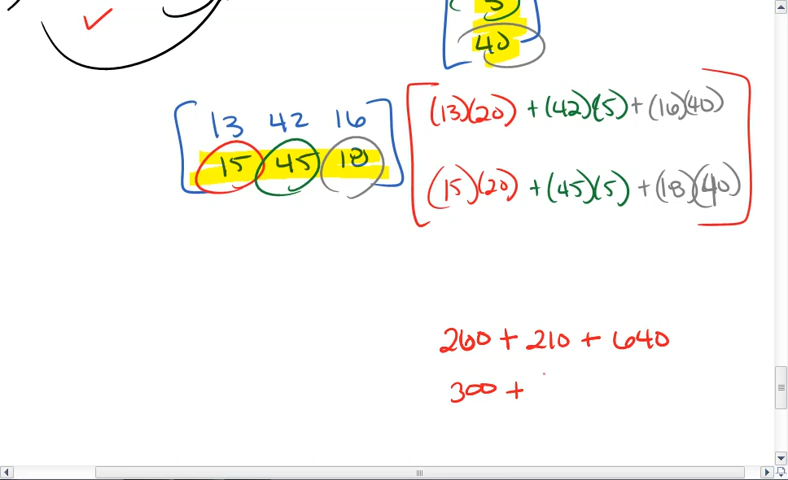 5
40
13 42 16 (13)(20) + (42)(5) + (16)(40)
15 45 18 (15)(20) + (45)(5) + (18)(40)
260 + 210 + 640
300 +